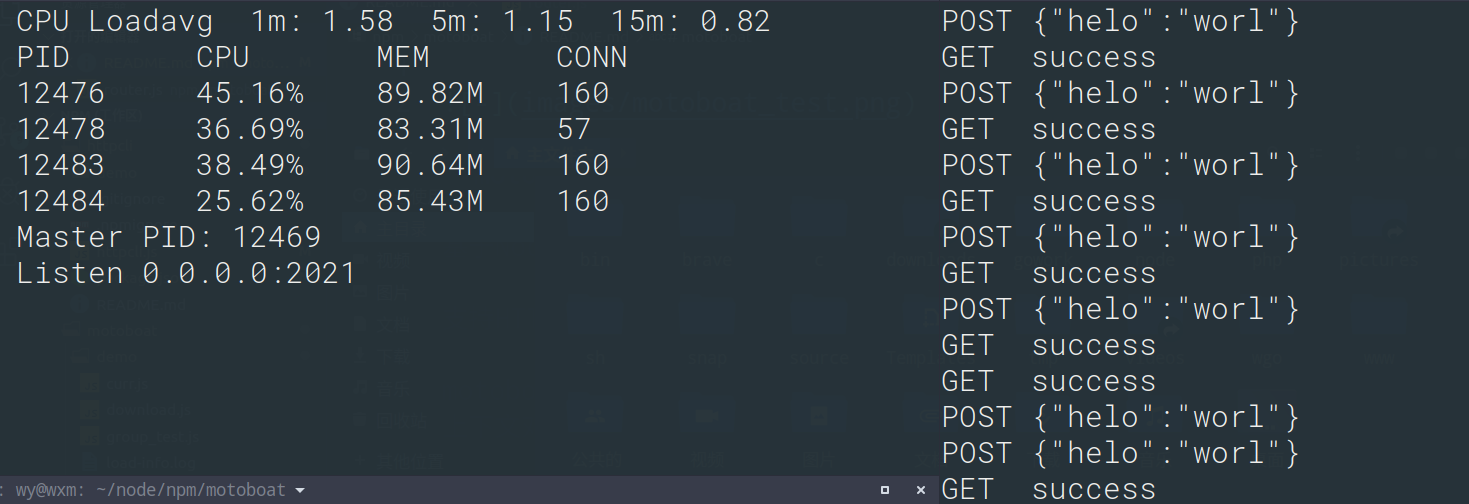 CPU Loadavg  1m: 1.58  5m: 1.15  15m: 0.82
PID CPU MEM CONN
12476 45.16% 89.82M 160
12478 36.69% 83.31M 57
12483 38.49% 90.64M 160
12484 25.62% 85.43M 160
Master PID: 12469
Listen 0.0.0.0:2021
: wy@wxm: ~/node/npm/motoboat
POST {"helo":"worl"}
GET success
POST {"helo":"worl"}
GET success
POST {"helo":"worl"}
GET success
POST {"helo":"worl"}
GET success
POST {"helo":"worl"}
GET success
GET success
POST {"helo":"worl"}
POST {"helo":"worl"}
GET success